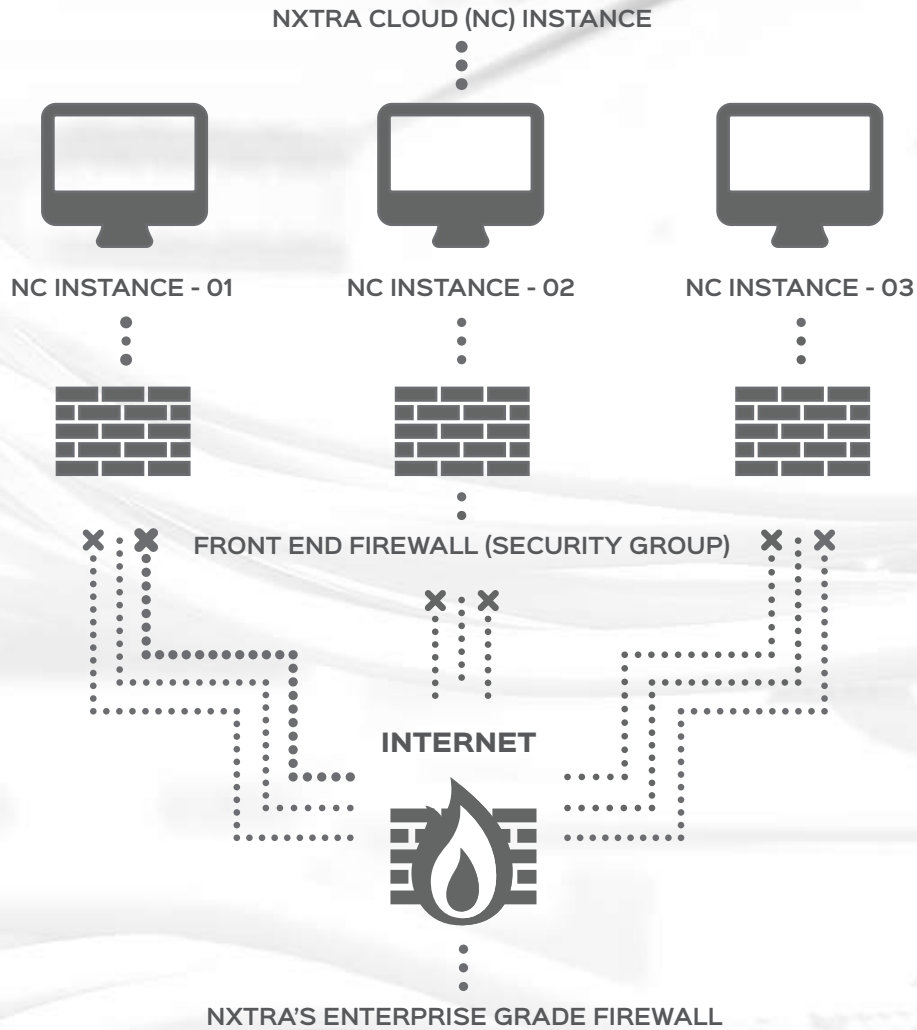 NXTRA CLOUD (NC) INSTANCE
NC INSTANCE - 01
NC INSTANCE - 02
NC INSTANCE - 03
FRONT END FIREWALL (SECURITY GROUP)
INTERNET
NXTRA'S ENTERPRISE GRADE FIREWALL